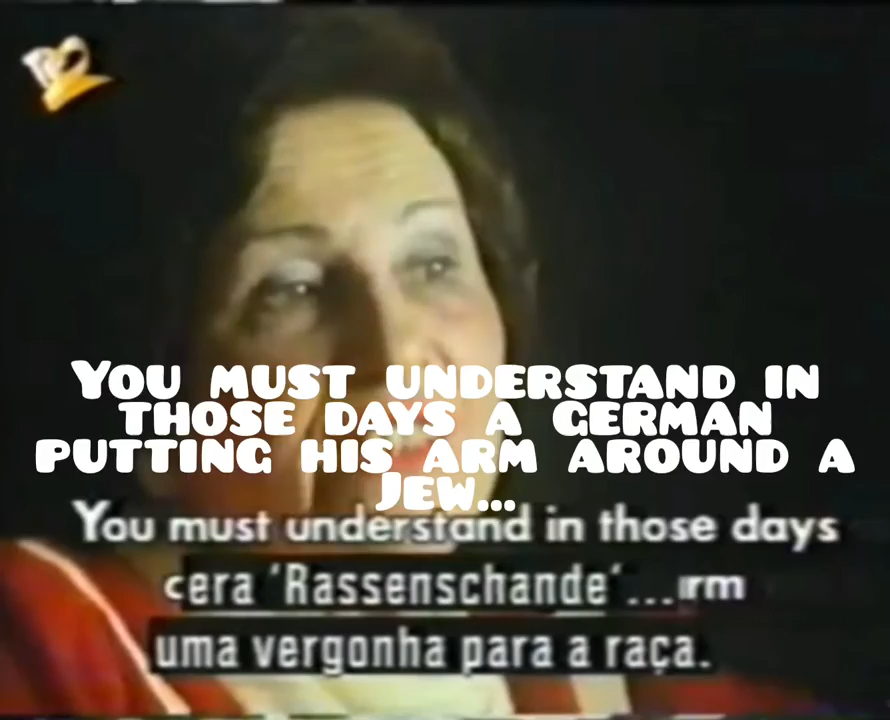 You must understand in
those days a German
putting his arm around a
Jew...
You must understand in those days
era 'Rassenschande'...
uma vergonha para a raça.